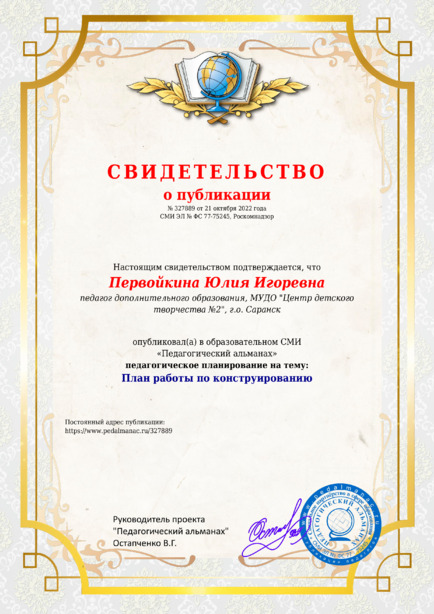 СВИДЕТЕЛЬСТВО
о публикации
№ 327889 от 21 октября 2022 года
СМИ ЭЛ № ФС 77-75245, Роскомнадзор
Настоящим свидетельством подтверждается, что
Первойкина Юлия Игоревна
педагог дополнительного образования, МУДО "Центр детского
творчества №2", г.о. Саранск
опубликовал(а) в образовательном СМИ
«Педагогический альманах»
педагогическое планирование на тему:
План работы по конструированию
Постоянный адрес публикации:
https://www.pedalmanac.ru/327889
Руководитель проекта
"Педагогический альманах"
Остапченко В.Г.
ПЕДАГОГИЧЕСКИЙ АЛЬМАНАХ